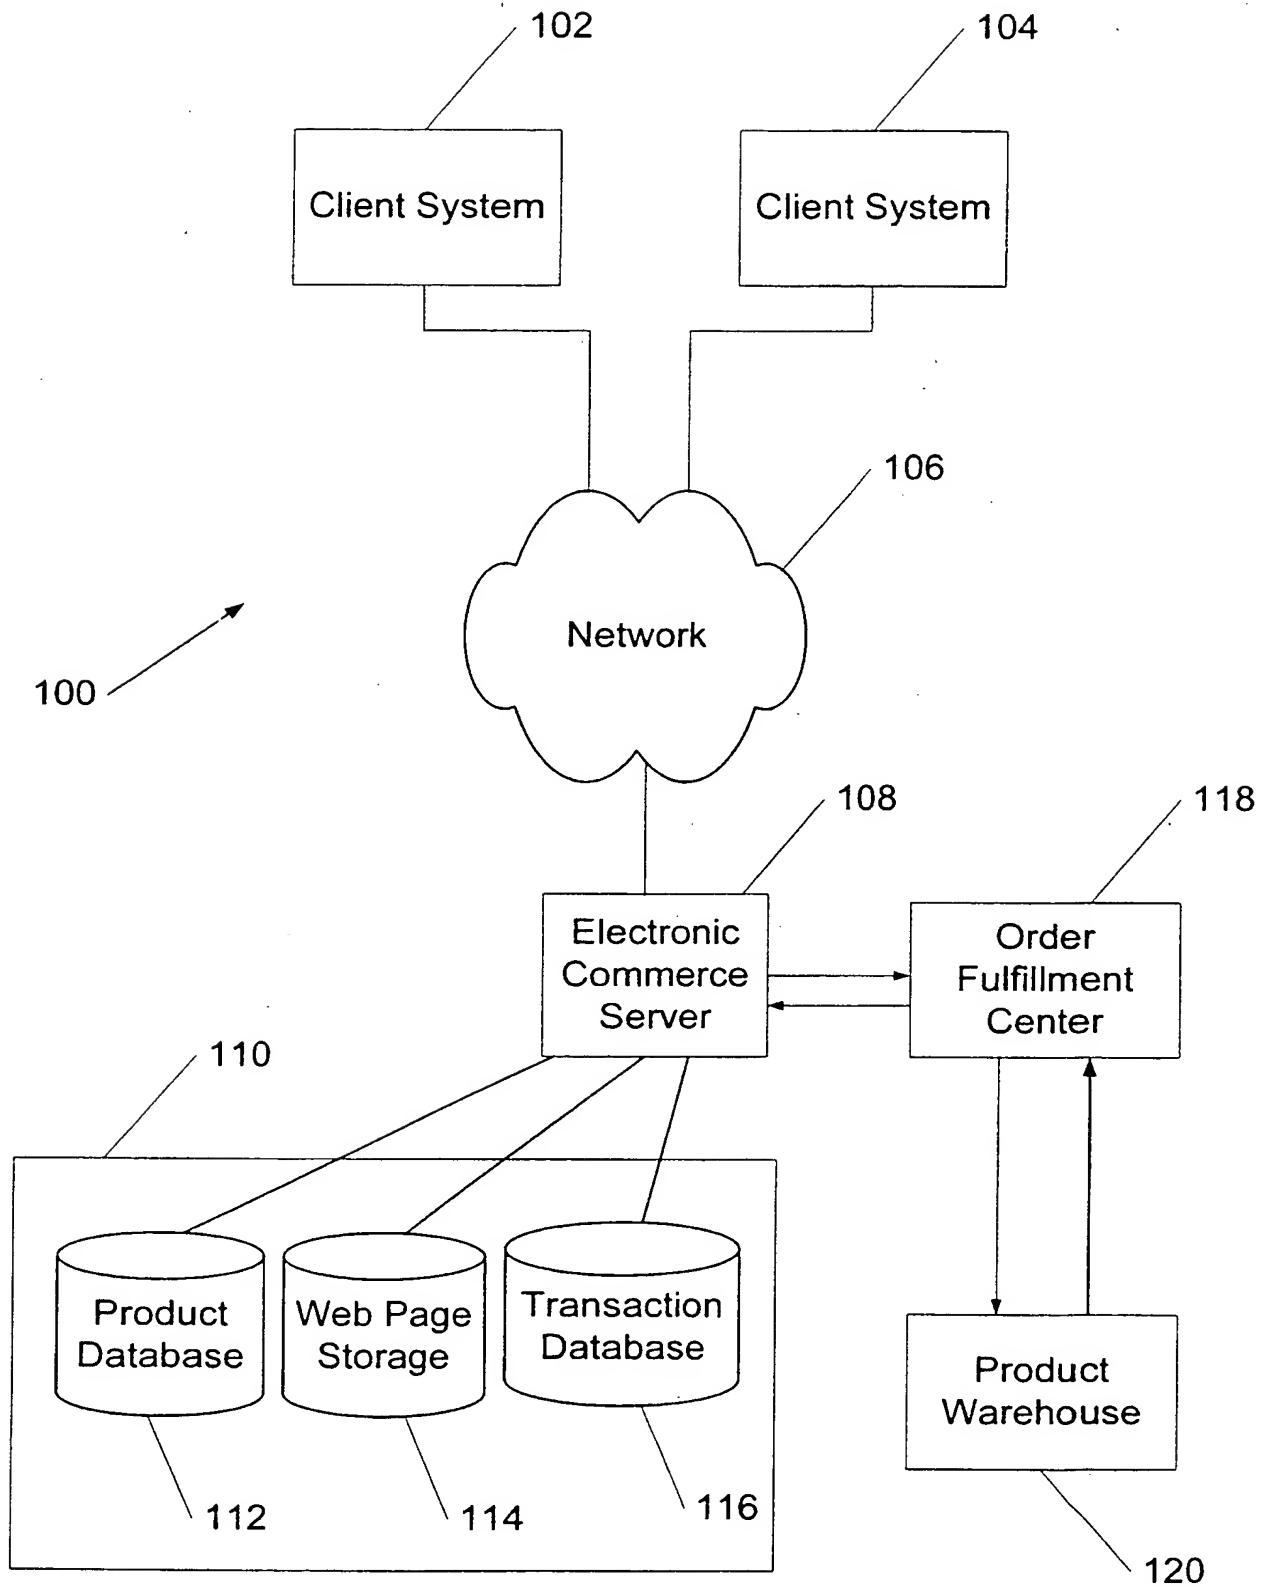 102
104
Client System
Client System
106
Network
100
108
118
Electronic
Commerce
Server
Order
Fulfillment
Center
110
Product
Database
Web Page
Storage
Transaction
Database
Product
Warehouse
112
114
116
120